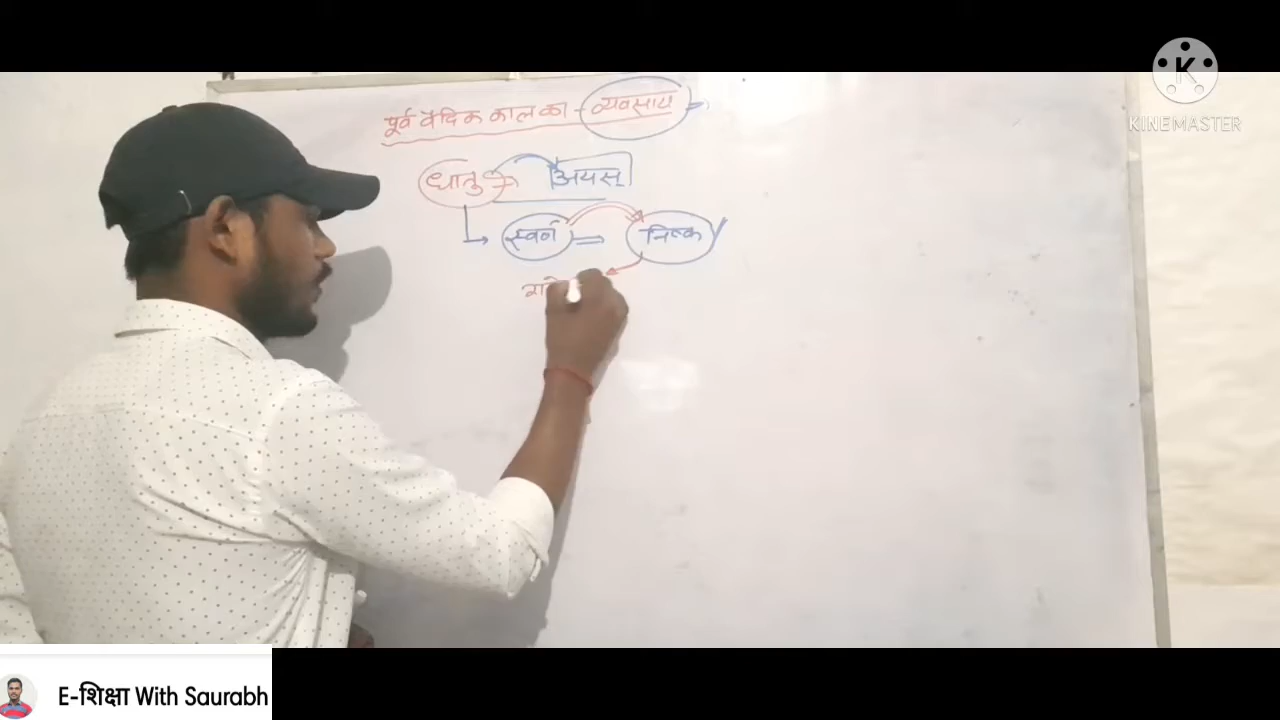 पूर्व वैदिक काल का - व्यवसाय
धातु अयस्
स्वर्ण = निष्क
KINEMASTER
E-शिक्षा With Saurabh